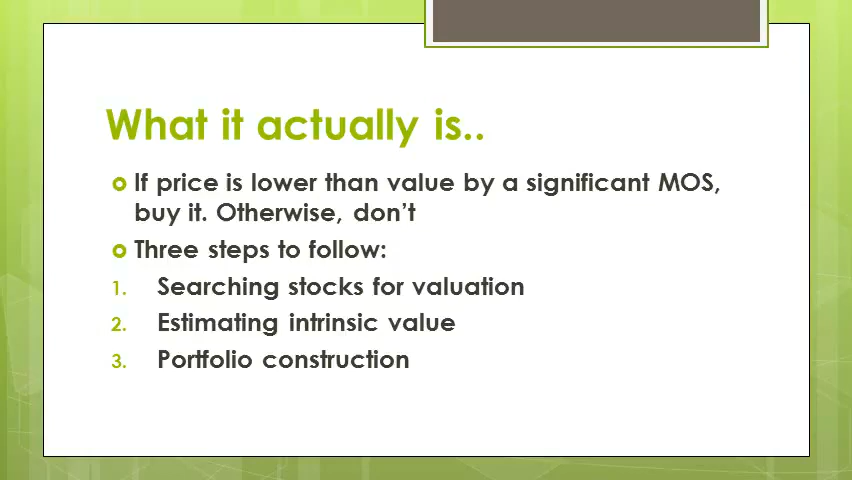 What it actually is..
If price is lower than value by a significant MOS,
buy it. Otherwise, don’t
Three steps to follow:
1. Searching stocks for valuation
2. Estimating intrinsic value
3. Portfolio construction